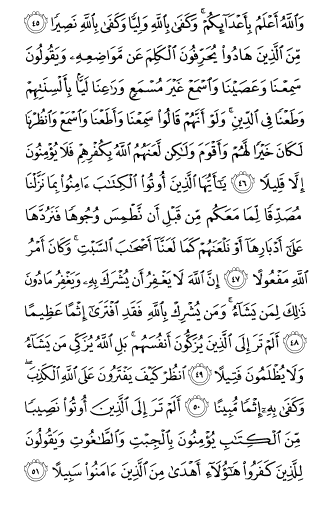 وَٱللَّهُ أَعۡلَمُ بِأَعۡدَآئِكُمۡۚ وَكَفَىٰ بِٱللَّهِ وَلِيّٗا وَكَفَىٰ بِٱللَّهِ نَصِيرٗا ٤٥
مِّنَ ٱلَّذِينَ هَادُواْ يُحَرِّفُونَ ٱلۡكَلِمَ عَن مَّوَاضِعِهِۦ وَيَقُولُونَ
سَمِعۡنَا وَعَصَيۡنَا وَٱسۡمَعۡ غَيۡرَ مُسۡمَعٖ وَرَٰعِنَا لَيَّۢا بِأَلۡسِنَتِهِمۡ
وَطَعۡنٗا فِي ٱلدِّينِۚ وَلَوۡ أَنَّهُمۡ قَالُواْ سَمِعۡنَا وَأَطَعۡنَا وَٱسۡمَعۡ وَٱنظُرۡنَا
لَكَانَ خَيۡرٗا لَّهُمۡ وَأَقۡوَمَ وَلَٰكِن لَّعَنَهُمُ ٱللَّهُ بِكُفۡرِهِمۡ فَلَا يُؤۡمِنُونَ
إِلَّا قَلِيلٗا ٤٦ يَٰٓأَيُّهَا ٱلَّذِينَ أُوتُواْ ٱلۡكِتَٰبَ ءَامِنُواْ بِمَا نَزَّلۡنَا
مُصَدِّقٗا لِّمَا مَعَكُم مِّن قَبۡلِ أَن نَّطۡمِسَ وُجُوهٗا فَنَرُدَّهَا
عَلَىٰٓ أَدۡبَارِهَآ أَوۡ نَلۡعَنَهُمۡ كَمَا لَعَنَّآ أَصۡحَٰبَ ٱلسَّبۡتِۚ وَكَانَ أَمۡرُ
ٱللَّهِ مَفۡعُولًا ٤٧ إِنَّ ٱللَّهَ لَا يَغۡفِرُ أَن يُشۡرَكَ بِهِۦ وَيَغۡفِرُ مَا دُونَ
ذَٰلِكَ لِمَن يَشَآءُۚ وَمَن يُشۡرِكۡ بِٱللَّهِ فَقَدِ ٱفۡتَرَىٰٓ إِثۡمًا عَظِيمًا
٤٨ أَلَمۡ تَرَ إِلَى ٱلَّذِينَ يُزَكُّونَ أَنفُسَهُمۚ بَلِ ٱللَّهُ يُزَكِّي مَن يَشَآءُ
وَلَا يُظۡلَمُونَ فَتِيلًا ٤٩ ٱنظُرۡ كَيۡفَ يَفۡتَرُونَ عَلَى ٱللَّهِ ٱلۡكَذِبَۖ
وَكَفَىٰ بِهِۦٓ إِثۡمٗا مُّبِينًا ٥٠ أَلَمۡ تَرَ إِلَى ٱلَّذِينَ أُوتُواْ نَصِيبٗا
مِّنَ ٱلۡكِتَٰبِ يُؤۡمِنُونَ بِٱلۡجِبۡتِ وَٱلطَّٰغُوتِ وَيَقُولُونَ
لِلَّذِينَ كَفَرُواْ هَٰٓؤُلَآءِ أَهۡدَىٰ مِنَ ٱلَّذِينَ ءَامَنُواْ سَبِيلًا ٥١